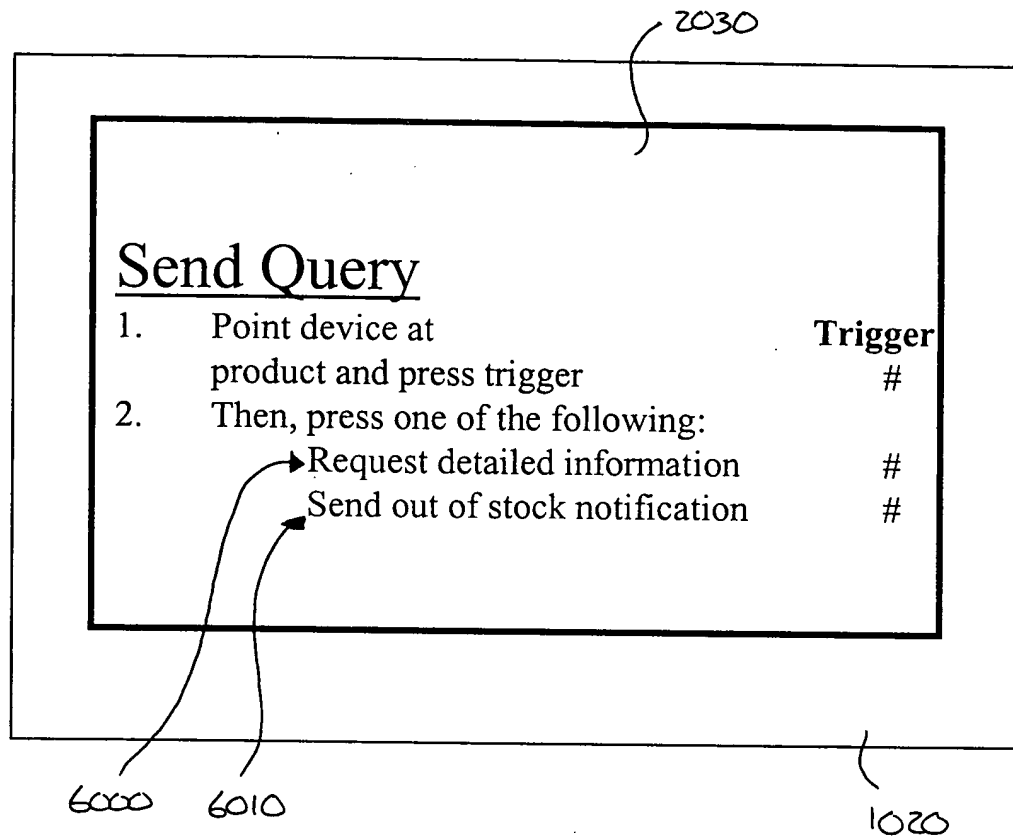 2030
Send Query
1. Point device at Trigger
product and press trigger #
2. Then, press one of the following:
Request detailed information #
Send out of stock notification #
6000 6010 1020